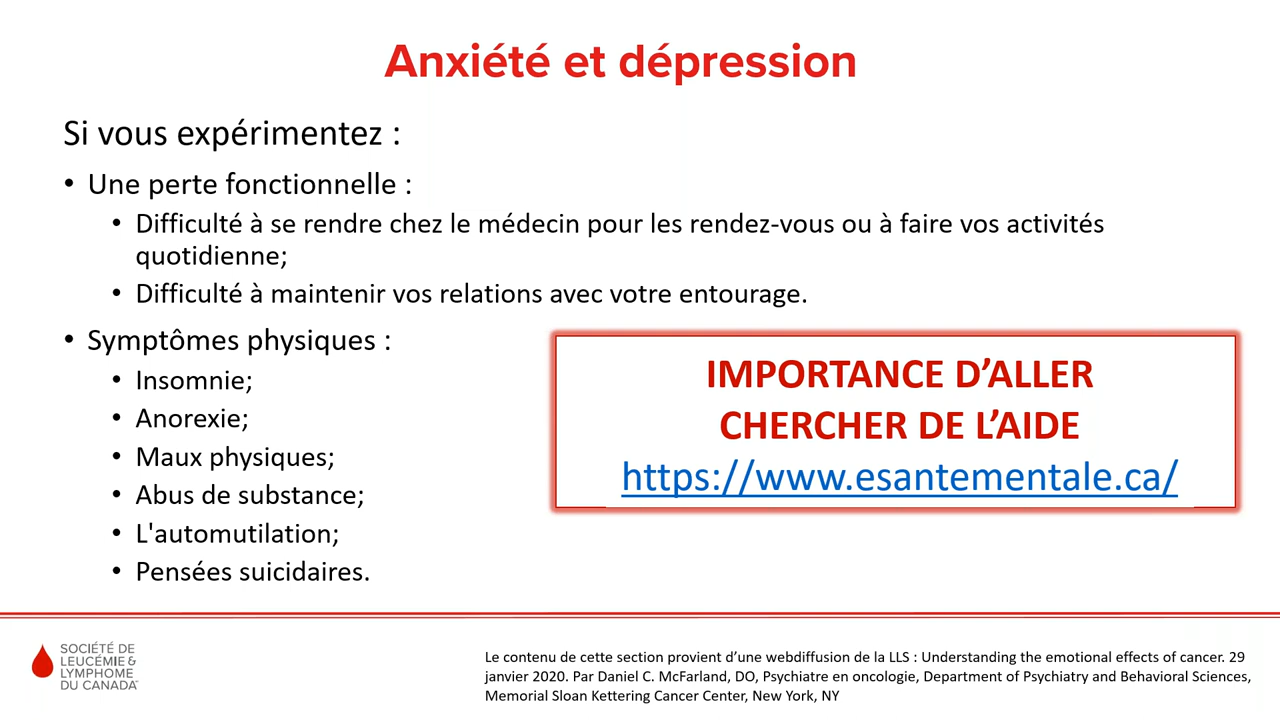 Anxiété et dépression
Si vous expérimentez :
• Une perte fonctionnelle :
• Difficulté à se rendre chez le médecin pour les rendez-vous ou à faire vos activités
quotidienne;
• Difficulté à maintenir vos relations avec votre entourage.
• Symptômes physiques :
• Insomnie;
• Anorexie;
• Maux physiques;
• Abus de substance;
• L'automutilation;
• Pensées suicidaires.
IMPORTANCE D’ALLER
CHERCHER DE L’AIDE
https://www.esantementale.ca/
SOCIÉTÉ DE
LEUCÉMIE &
LYMPHOME
DU CANADA
Le contenu de cette section provient d’une webdiffusion de la LLS : Understanding the emotional effects of cancer. 29
janvier 2020. Par Daniel C. McFarland, DO, Psychiatre en oncologie, Department of Psychiatry and Behavioral Sciences,
Memorial Sloan Kettering Cancer Center, New York, NY